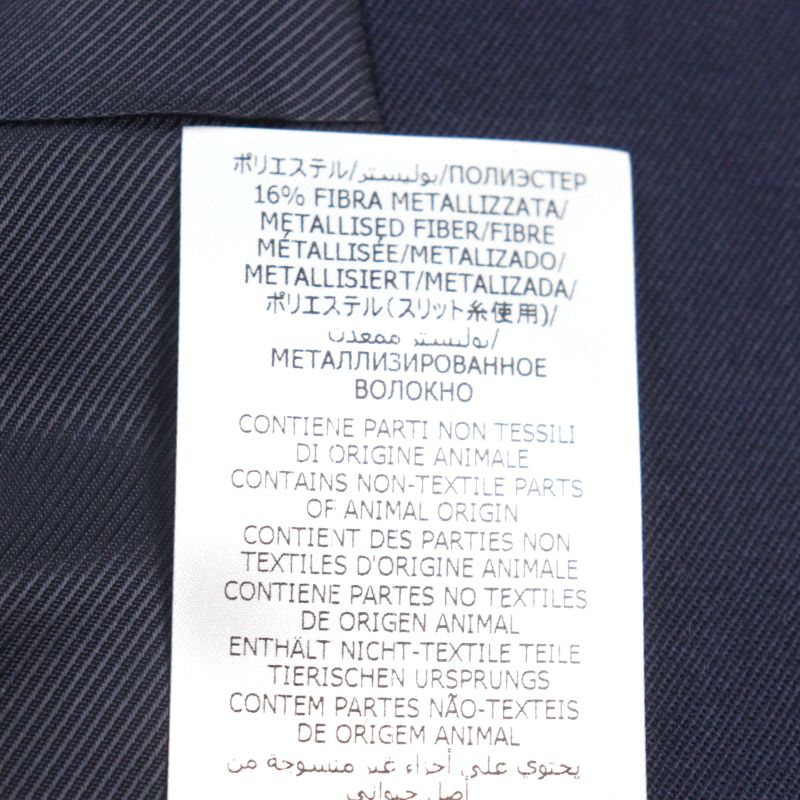 ポリエステル/بوليستر/ПОЛИЭСТЕР
16% FIBRA METALLIZZATA/
METALLISED FIBER/FIBRE
MÉTALLISÉE/METALIZADO/
METALLISIERT/METALIZADA/
ポリエステル(スリット糸使用)/
بوليستر ممعدن/
МЕТАЛЛИЗИРОВАННОЕ
ВОЛОКНО
CONTIENE PARTI NON TESSILI
DI ORIGINE ANIMALE
CONTAINS NON-TEXTILE PARTS
OF ANIMAL ORIGIN
CONTIENT DES PARTIES NON
TEXTILES D'ORIGINE ANIMALE
CONTIENE PARTES NO TEXTILES
DE ORIGEN ANIMAL
ENTHÄLT NICHT-TEXTILE TEILE
TIERISCHEN URSPRUNGS
CONTEM PARTES NÃO-TEXTEIS
DE ORIGEM ANIMAL
يحتوي على أجزاء غير منسوجة من
أصل حيواني